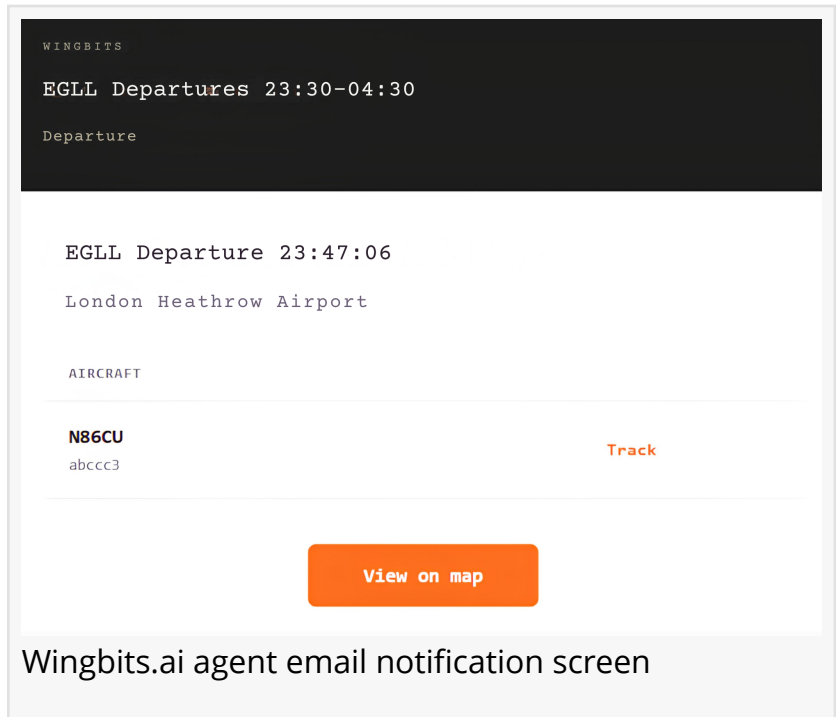 WINGBITS
EGLL Departures 23:30-04:30
Departure
EGLL Departure 23:47:06
London Heathrow Airport
AIRCRAFT
N86CU
abccc3
Track
View on map
Wingbits.ai agent email notification screen